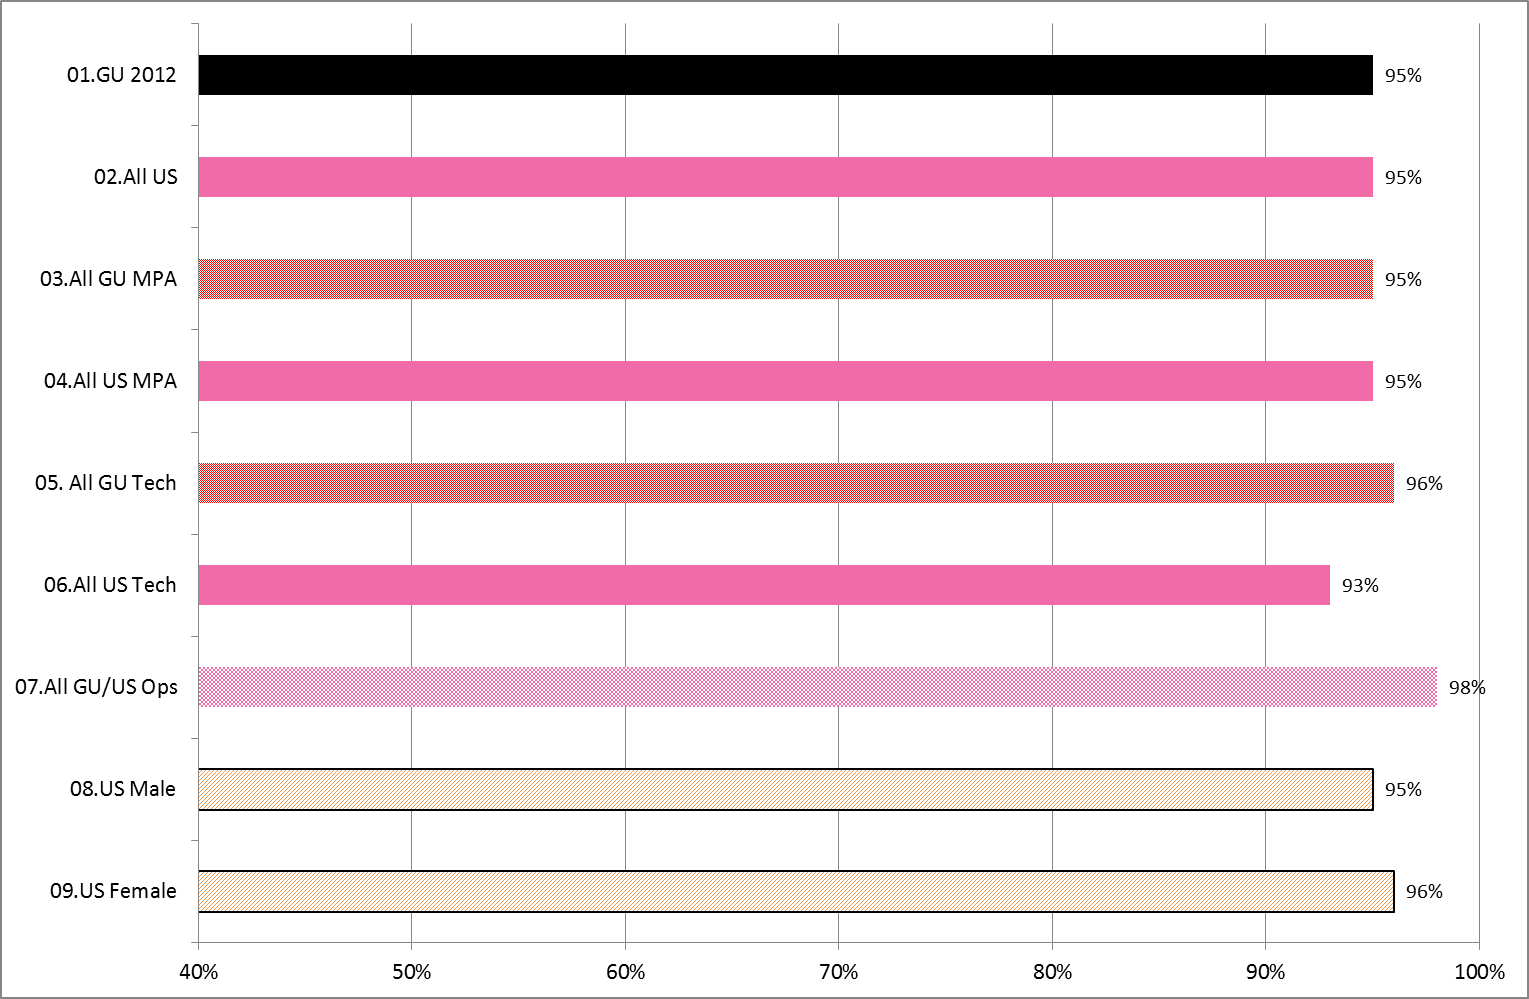 01.GU 2012 95%
02.All US 95%
03.All GU MPA 95%
04.All US MPA 95%
05. All GU Tech 96%
06.All US Tech 93%
07.All GU/US Ops 98%
08.US Male 95%
09.US Female 96%
40% 50% 60% 70% 80% 90% 100%